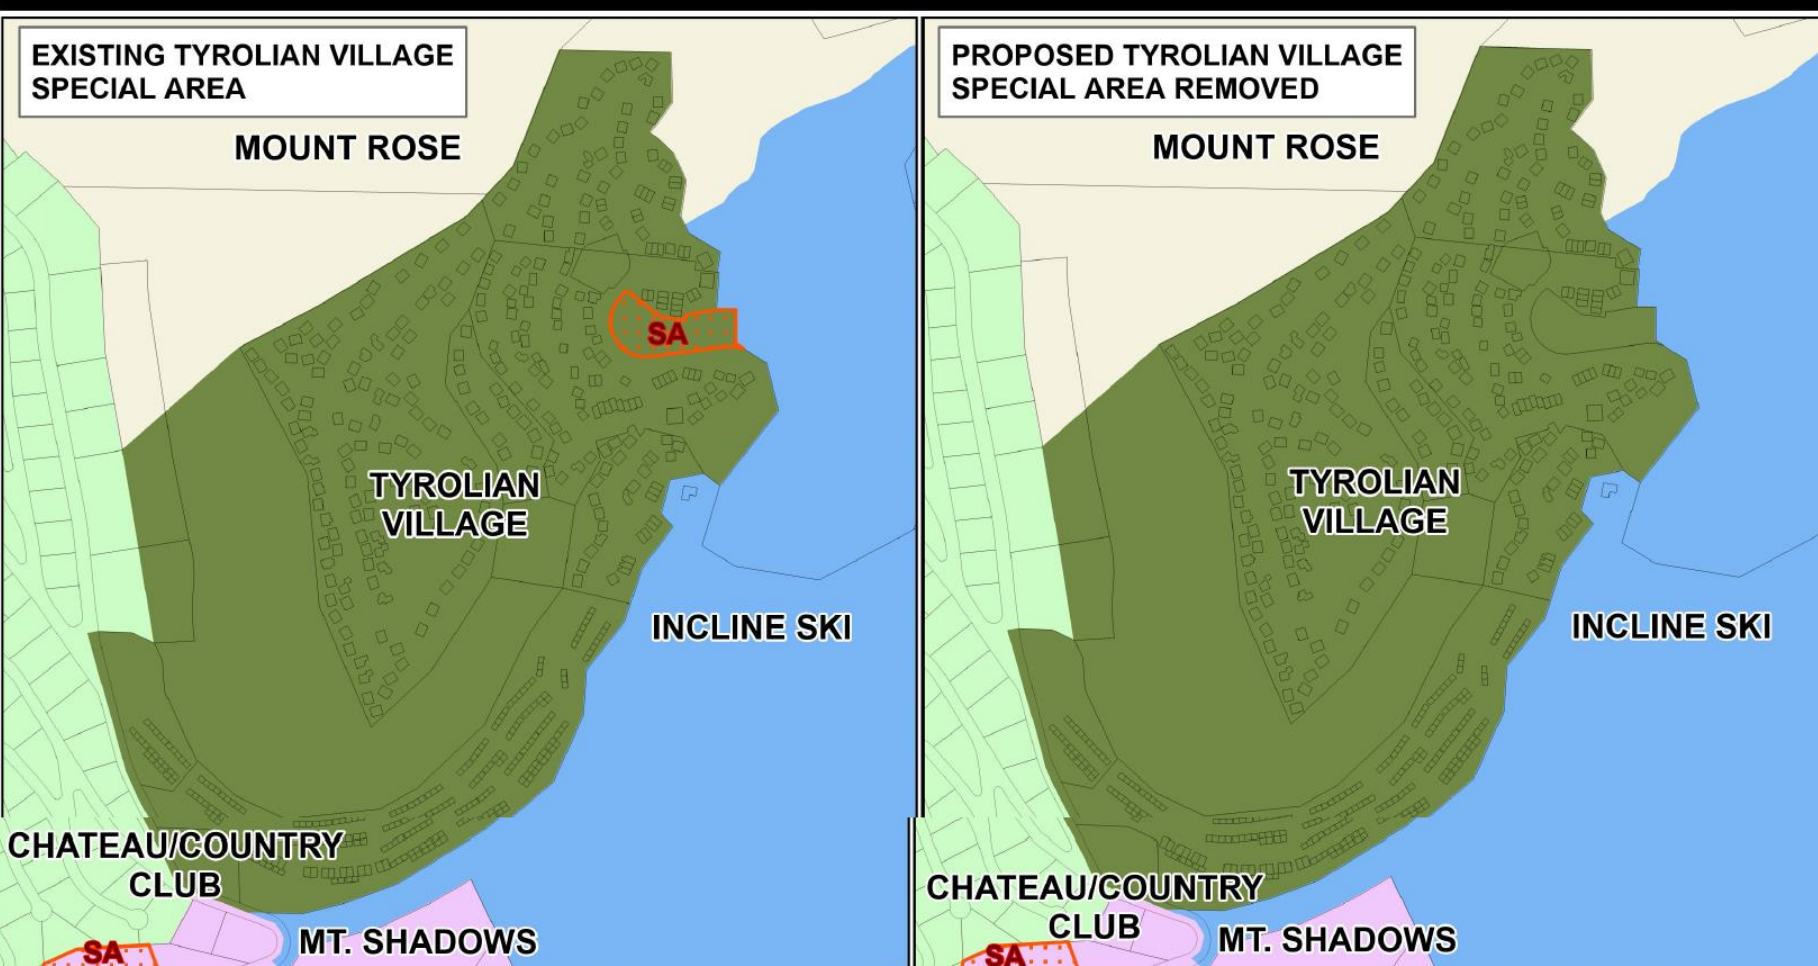 EXISTING TYROLIAN VILLAGE
SPECIAL AREA
MOUNT ROSE
SA
TYROLIAN
VILLAGE
INCLINE SKI
CHATEAU/COUNTRY
CLUB
MT. SHADOWS
SA
PROPOSED TYROLIAN VILLAGE
SPECIAL AREA REMOVED
MOUNT ROSE
TYROLIAN
VILLAGE
INCLINE SKI
CHATEAU/COUNTRY
CLUB
MT. SHADOWS
SA